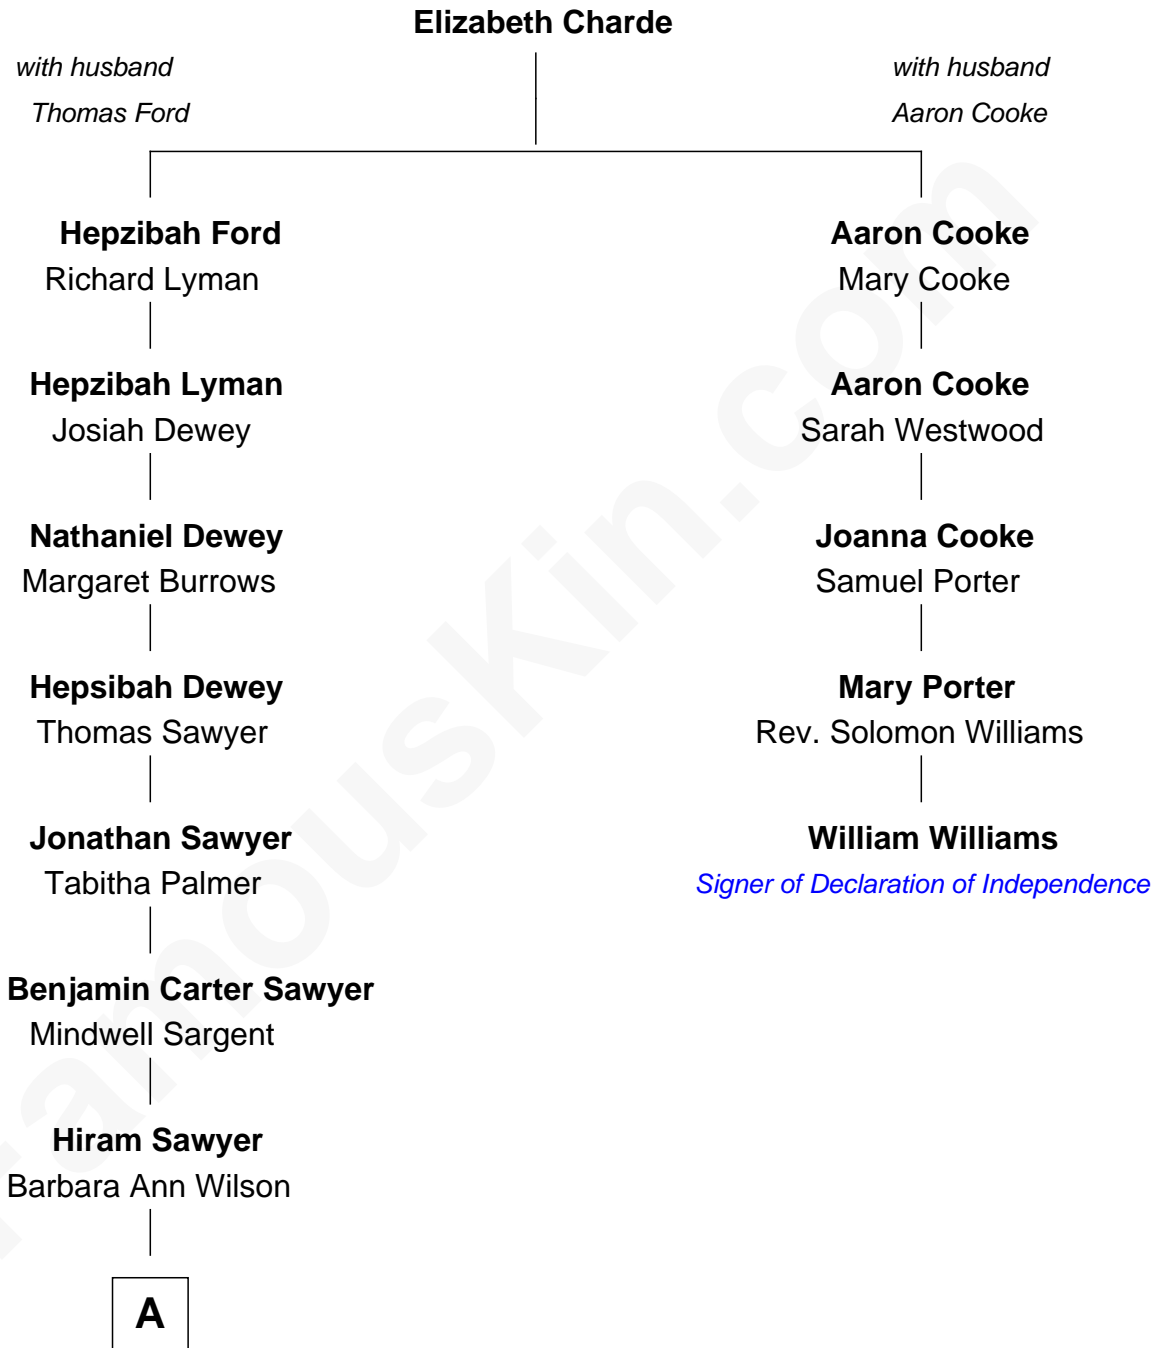 Elizabeth Charde
with husband
Thomas Ford
with husband
Aaron Cooke
Hepzibah Ford
Richard Lyman
Aaron Cooke
Mary Cooke
Hepzibah Lyman
Josiah Dewey
Aaron Cooke
Sarah Westwood
Nathaniel Dewey
Margaret Burrows
Joanna Cooke
Samuel Porter
Hepsibah Dewey
Thomas Sawyer
Mary Porter
Rev. Solomon Williams
Jonathan Sawyer
Tabitha Palmer
William Williams
Signer of Declaration of Independence
Benjamin Carter Sawyer
Mindwell Sargent
Hiram Sawyer
Barbara Ann Wilson
A
FamousKin.com